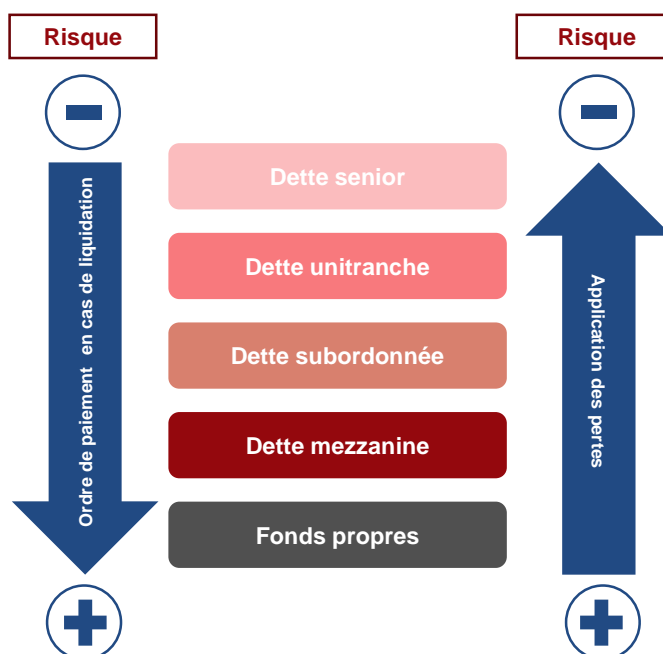 Risque
Risque
Dette senior
Dette unitranche
Dette subordonnée
Dette mezzanine
Fonds propres
Ordre de paiement en cas de liquidation
Application des pertes